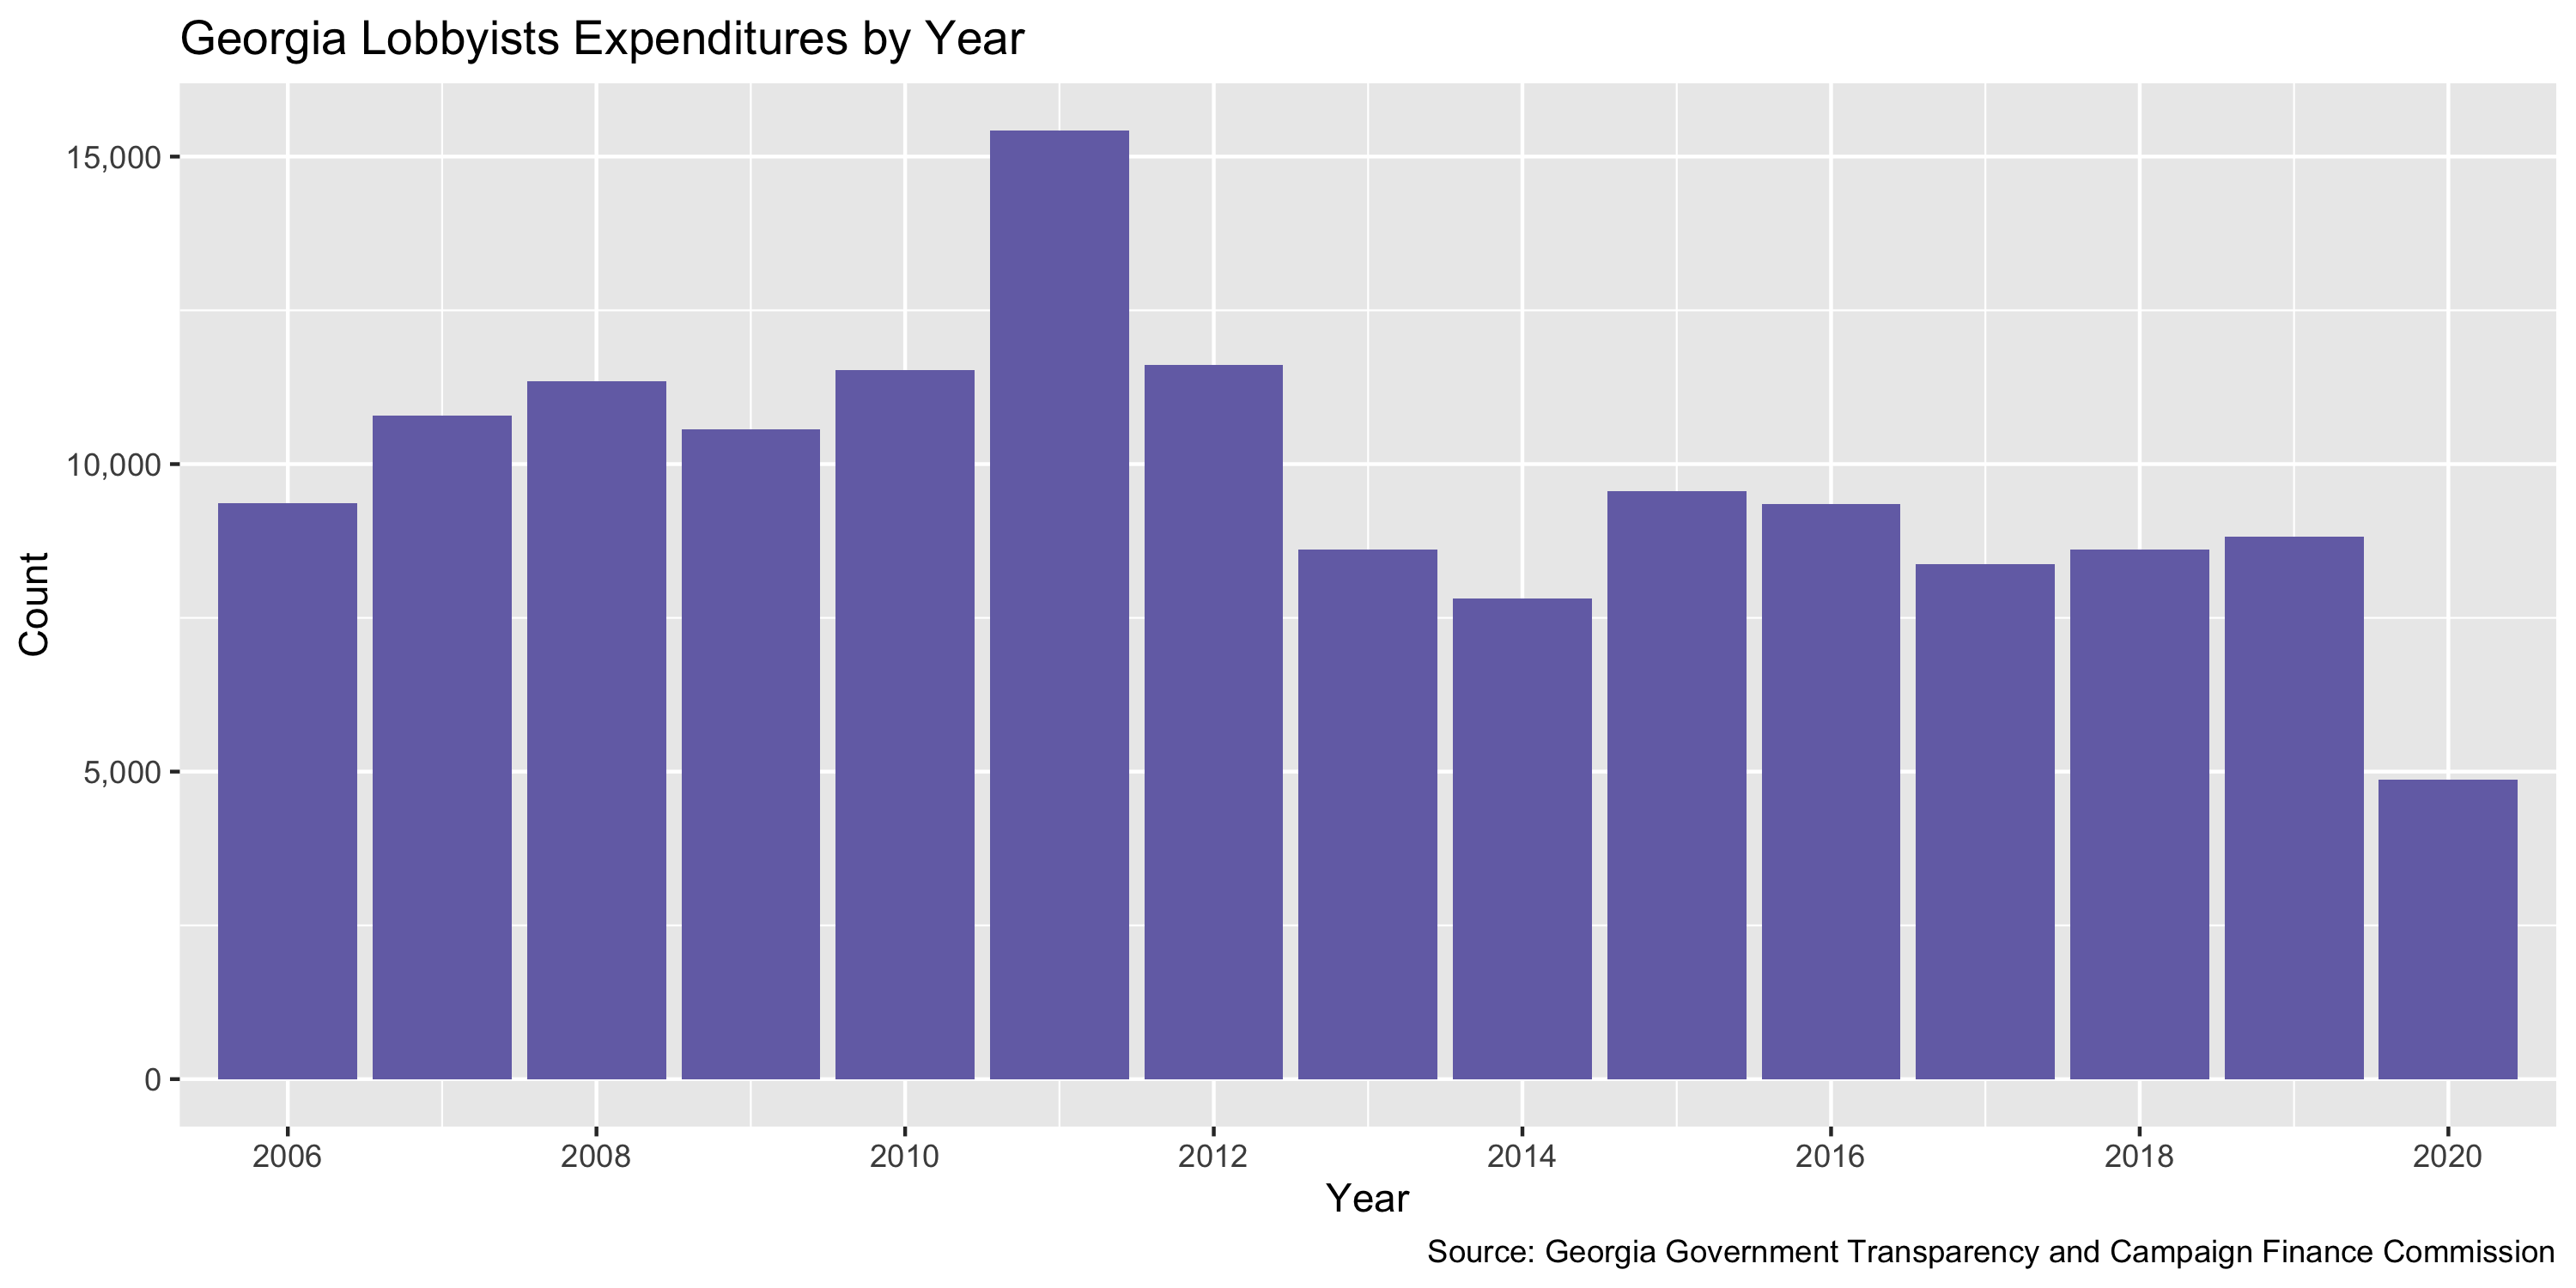 Georgia Lobbyists Expenditures by Year
15,000
10,000
5,000
0
Count
2006 2008 2010 2012 2014 2016 2018 2020
Year
Source: Georgia Government Transparency and Campaign Finance Commission